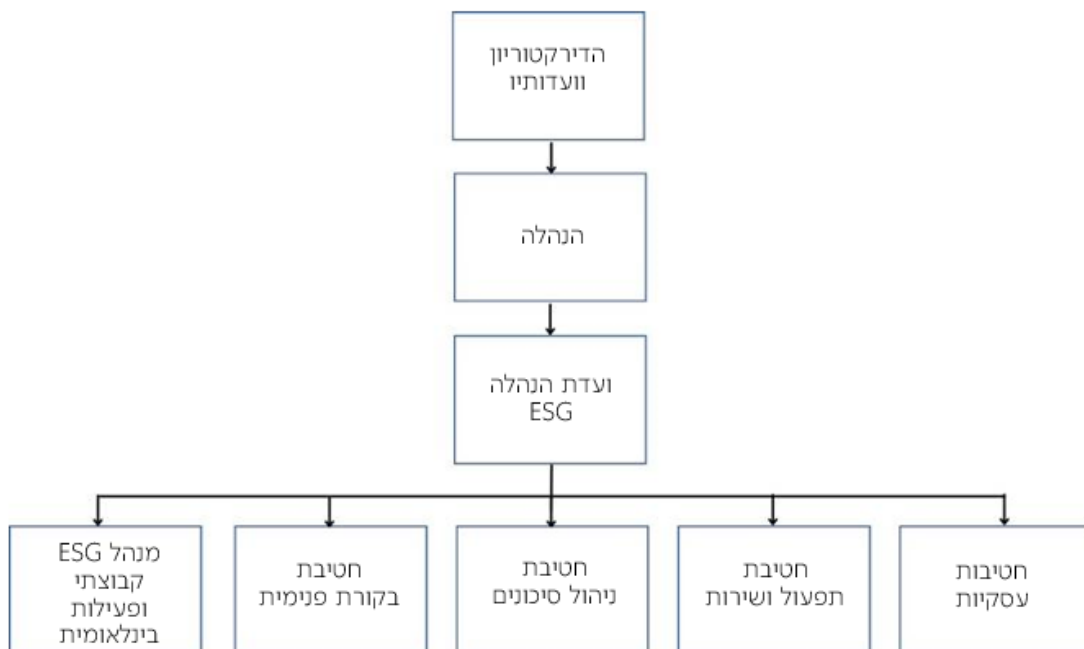 הדירקטוריון
וועדותיו
הנהלה
ועדת הנהלה
ESG
חטיבות
עסקיות
חטיבת
תפעול ושירות
חטיבת
ניהול סיכונים
חטיבת
בקורת פנימית
מנהל ESG
קבוצתי
ופעילות
בינלאומית